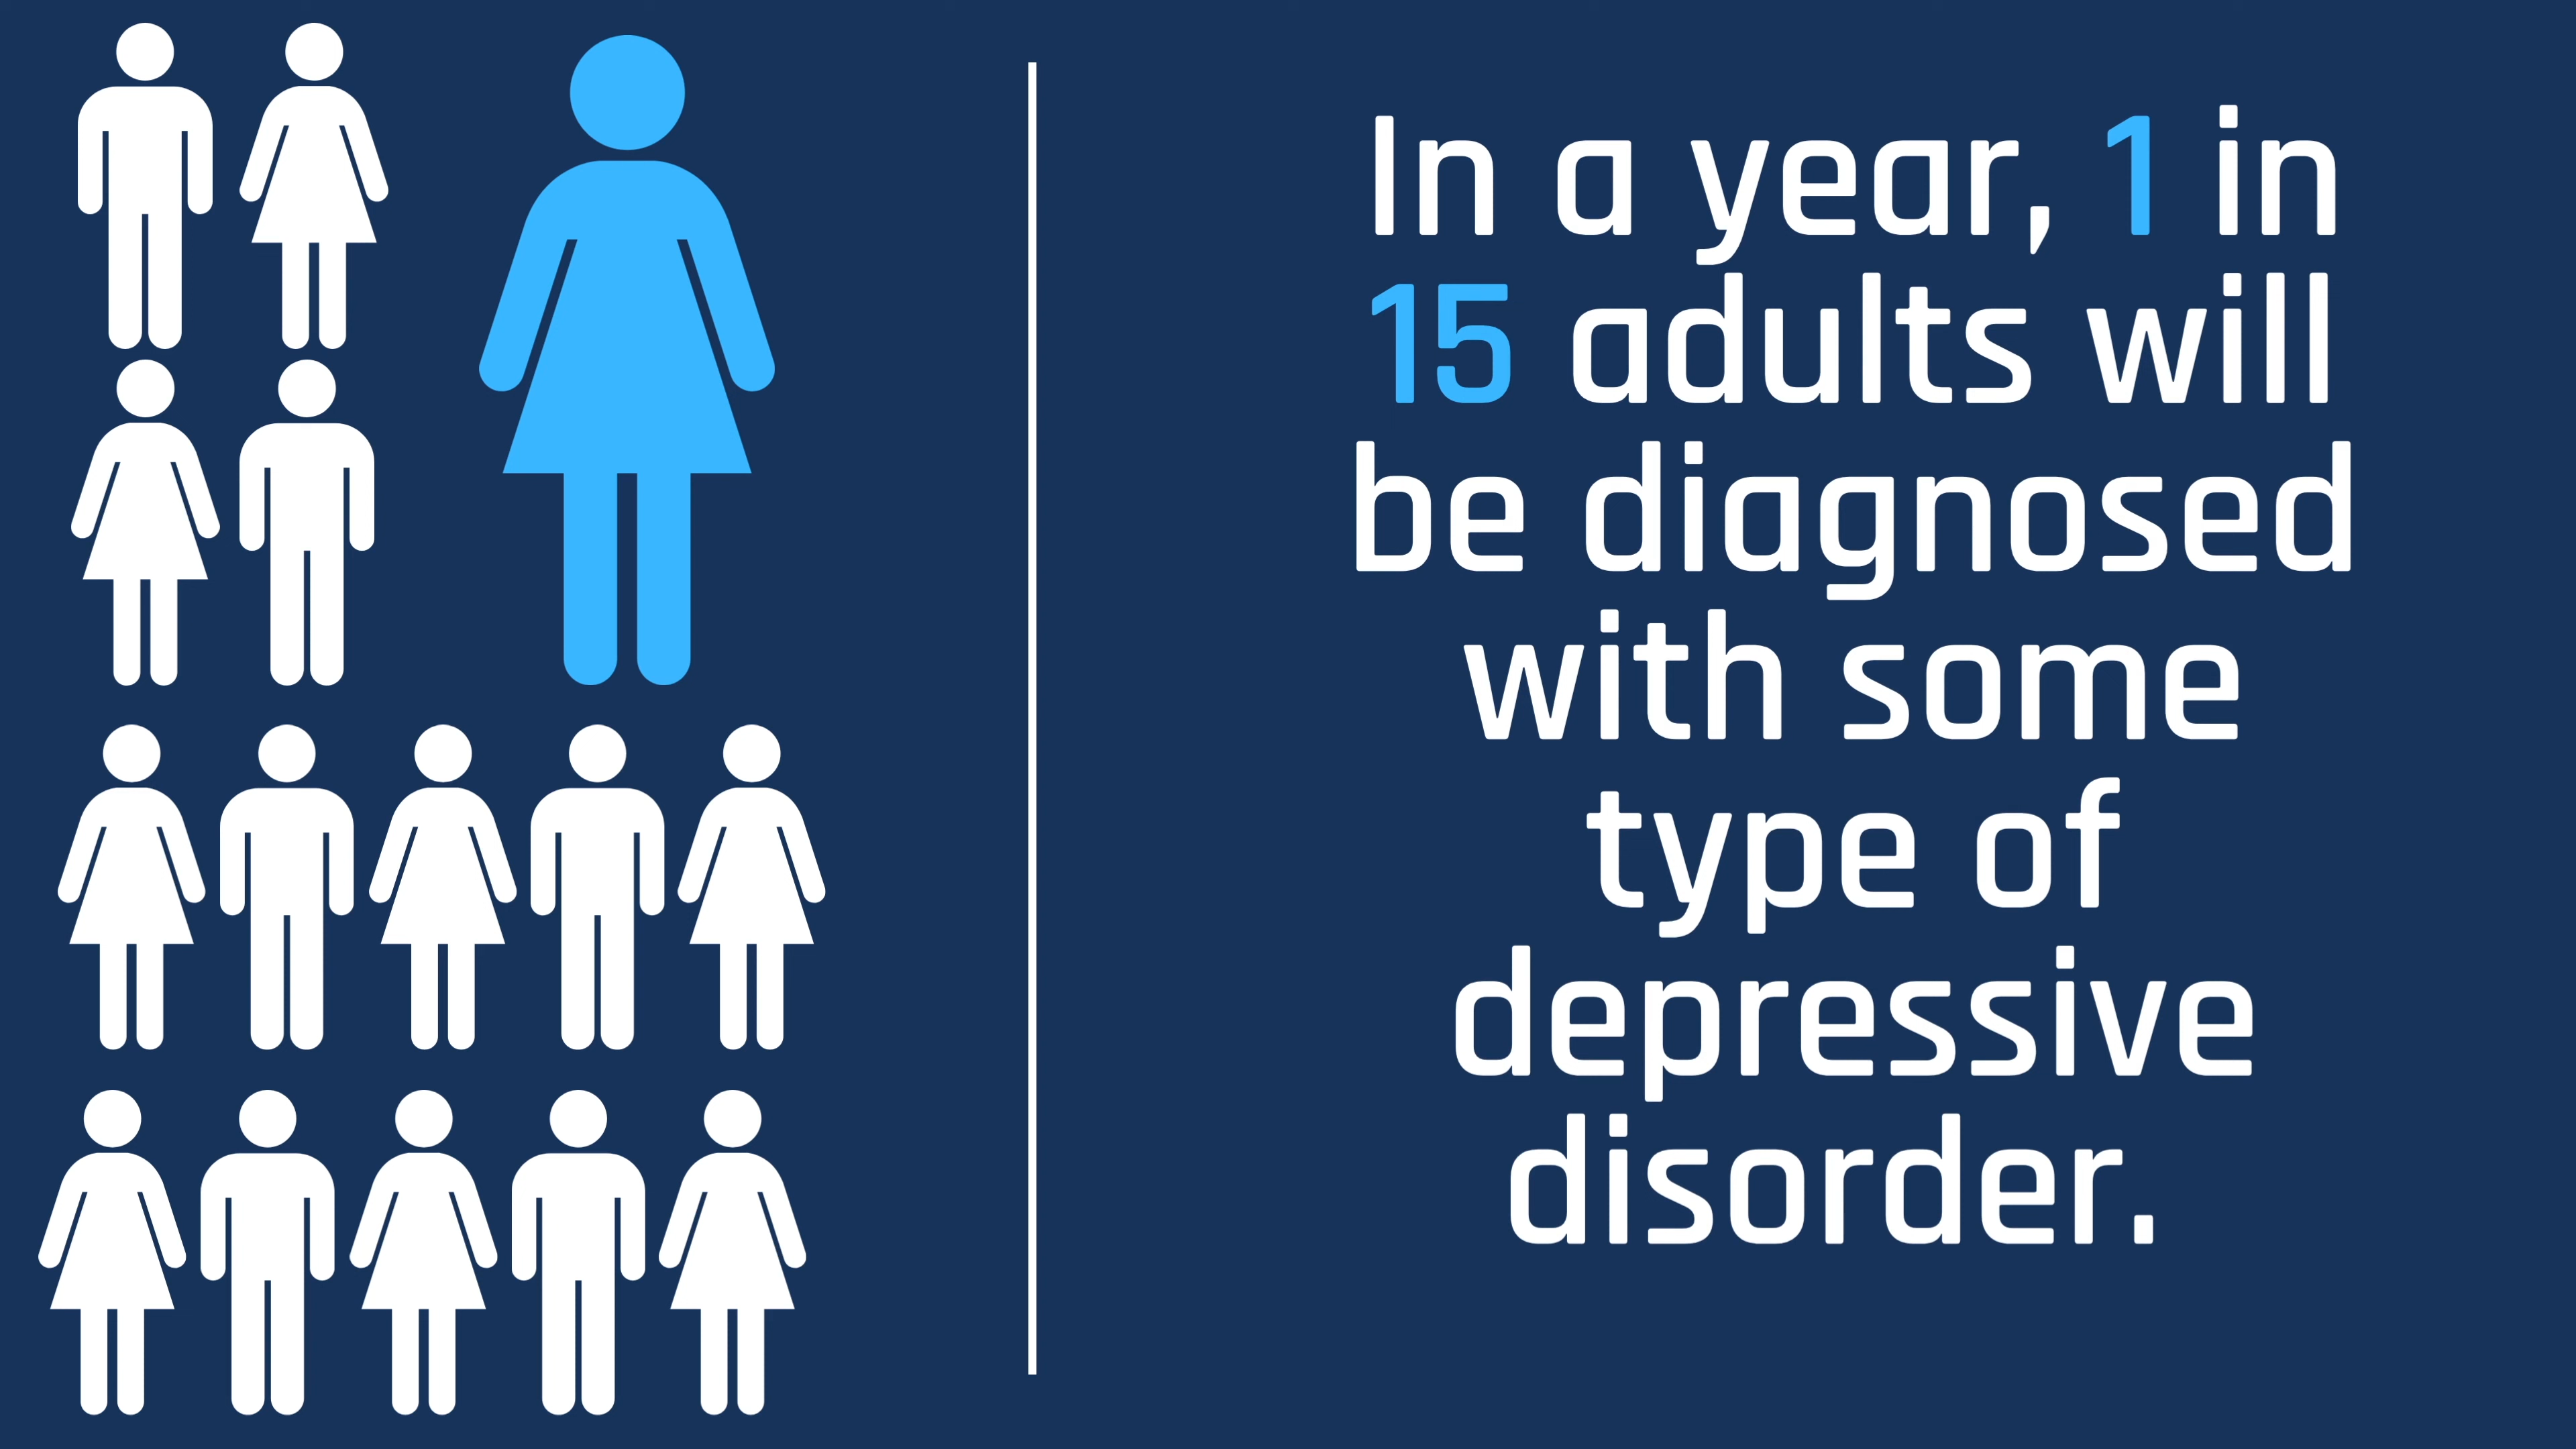 In a year, 1 in
15 adults will
be diagnosed
with some
type of
depressive
disorder.